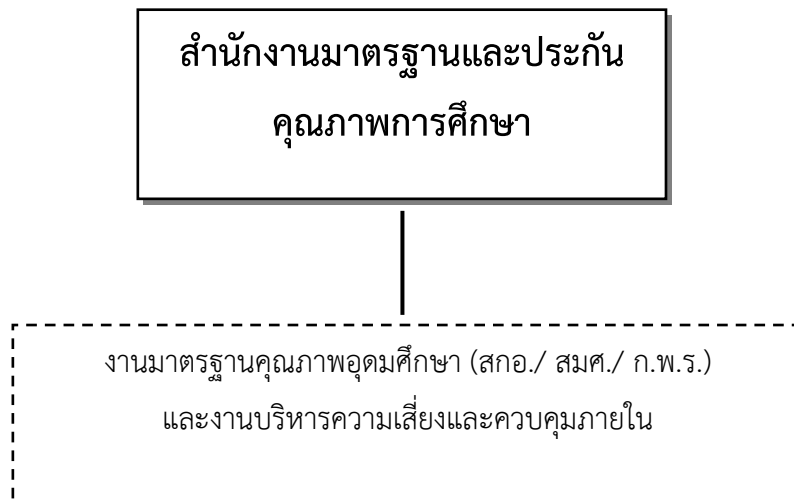 สำนักงานมาตรฐานและประกัน
คุณภาพการศึกษา
งานมาตรฐานคุณภาพอุดมศึกษา (สกอ./ สมศ./ ก.พ.ร.)
และงานบริหารความเสี่ยงและควบคุมภายใน